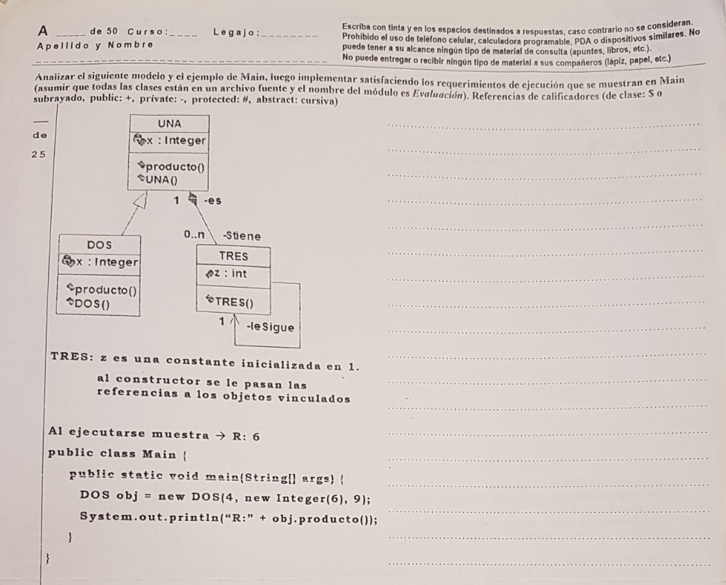 A _____ de 50 Curso:____ Legajo:________
Apellido y Nombre
Escriba con tinta y en los espacios destinados a respuestas, caso contrario no se consideran.
Prohibido el uso de teléfono celular, calculadora programable, PDA o dispositivos similares. No
puede tener a su alcance ningún tipo de material de consulta (apuntes, libros, etc.).
No puede entregar o recibir ningún tipo de material a sus compañeros (lápiz, papel, etc.)
Analizar el siguiente modelo y el ejemplo de Main, luego implementar satisfaciendo los requerimientos de ejecución que se muestran en Main
(asumir que todas las clases están en un archivo fuente y el nombre del módulo es Evaluación). Referencias de calificadores (de clase: S o
subrayado, public: +, private: -, protected: #, abstract: cursiva)
___
de
25
UNA
x : Integer
producto()
UNA()
1 -es
0..n -Stiene
DOS
x : Integer
producto()
DOS()
TRES
z : int
TRES()
1 -leSigue
TRES: z es una constante inicializada en 1.
al constructor se le pasan las
referencias a los objetos vinculados
Al ejecutarse muestra → R: 6
public class Main {
public static void main(String[] args) {
DOS obj = new DOS(4, new Integer(6), 9);
System.out.println("R:" + obj.producto());
}
}